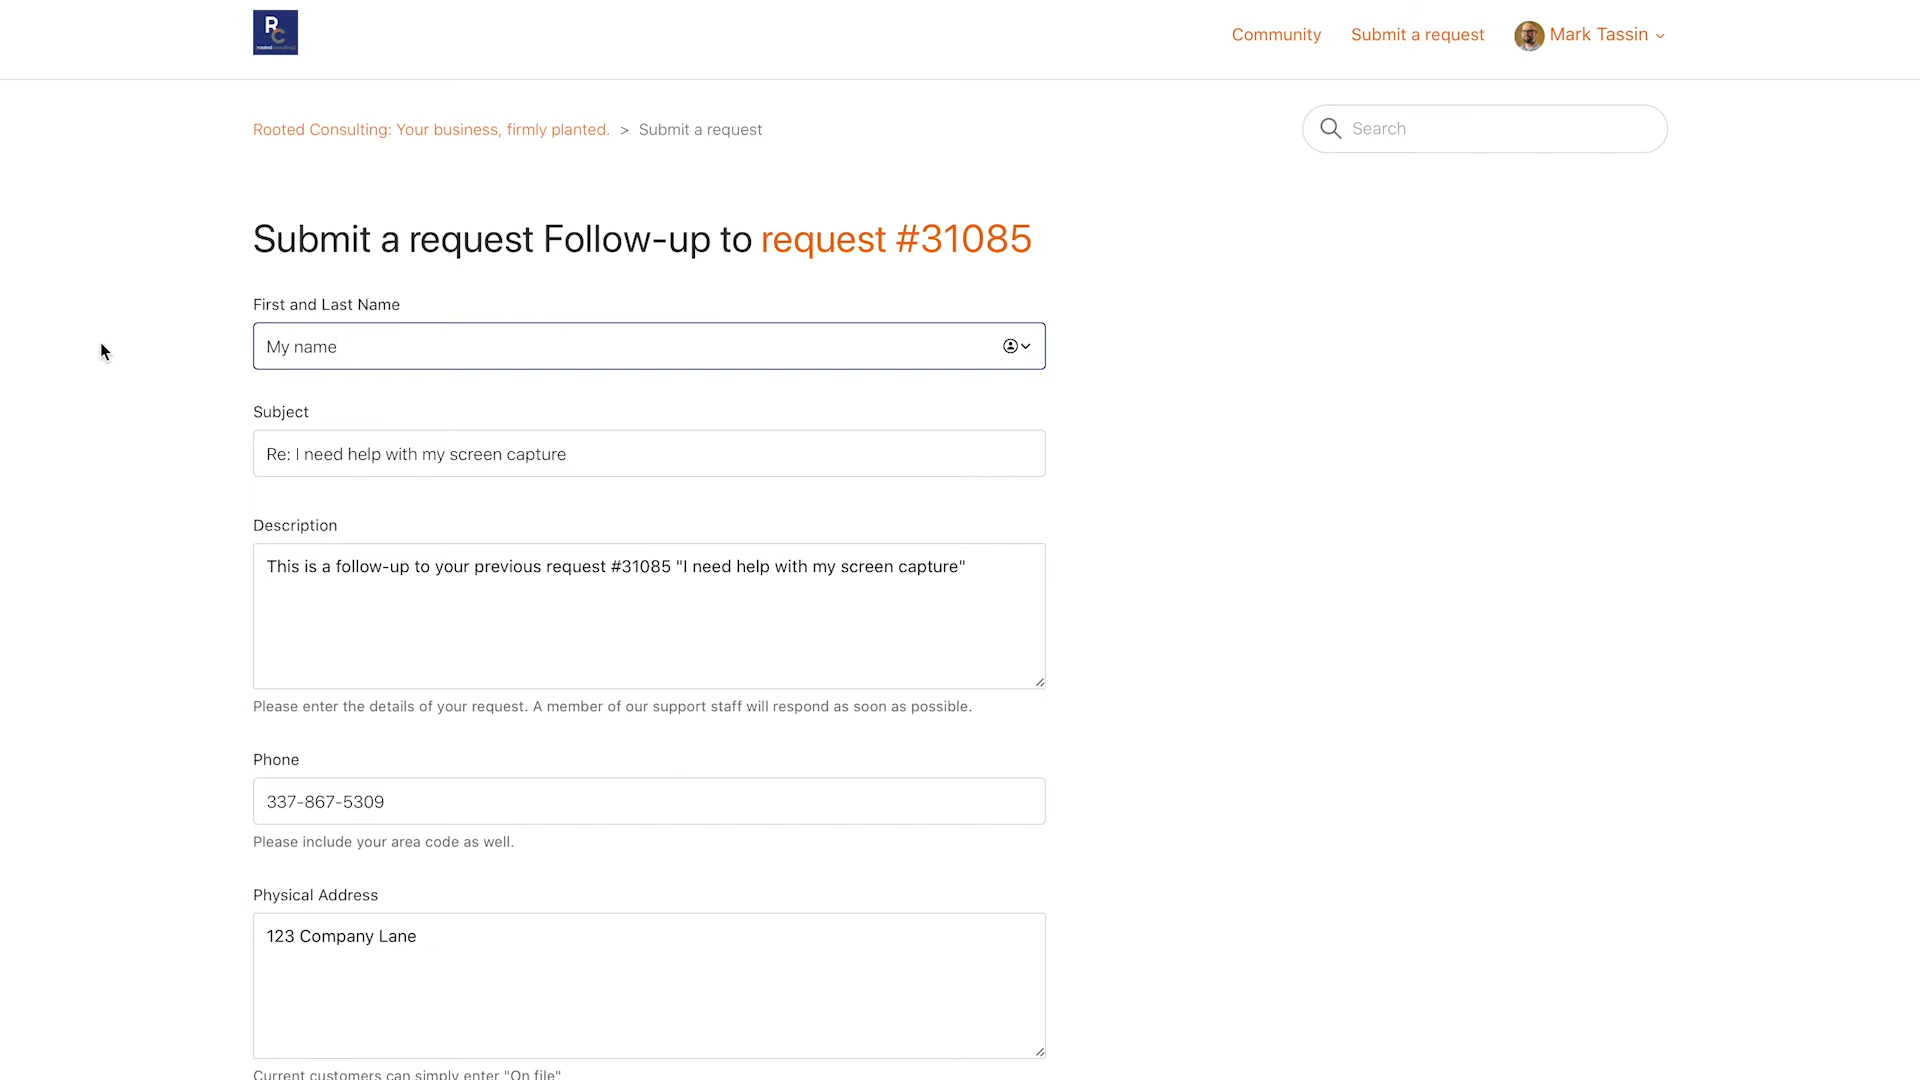 RC
Community
Submit a request
Mark Tassin
Rooted Consulting: Your business, firmly planted. > Submit a request
Search
Submit a request Follow-up to request #31085
First and Last Name
My name
Subject
Re: I need help with my screen capture
Description
This is a follow-up to your previous request #31085 "I need help with my screen capture"
Please enter the details of your request. A member of our support staff will respond as soon as possible.
Phone
337-867-5309
Please include your area code as well.
Physical Address
123 Company Lane
Current customers can simply enter "On file"